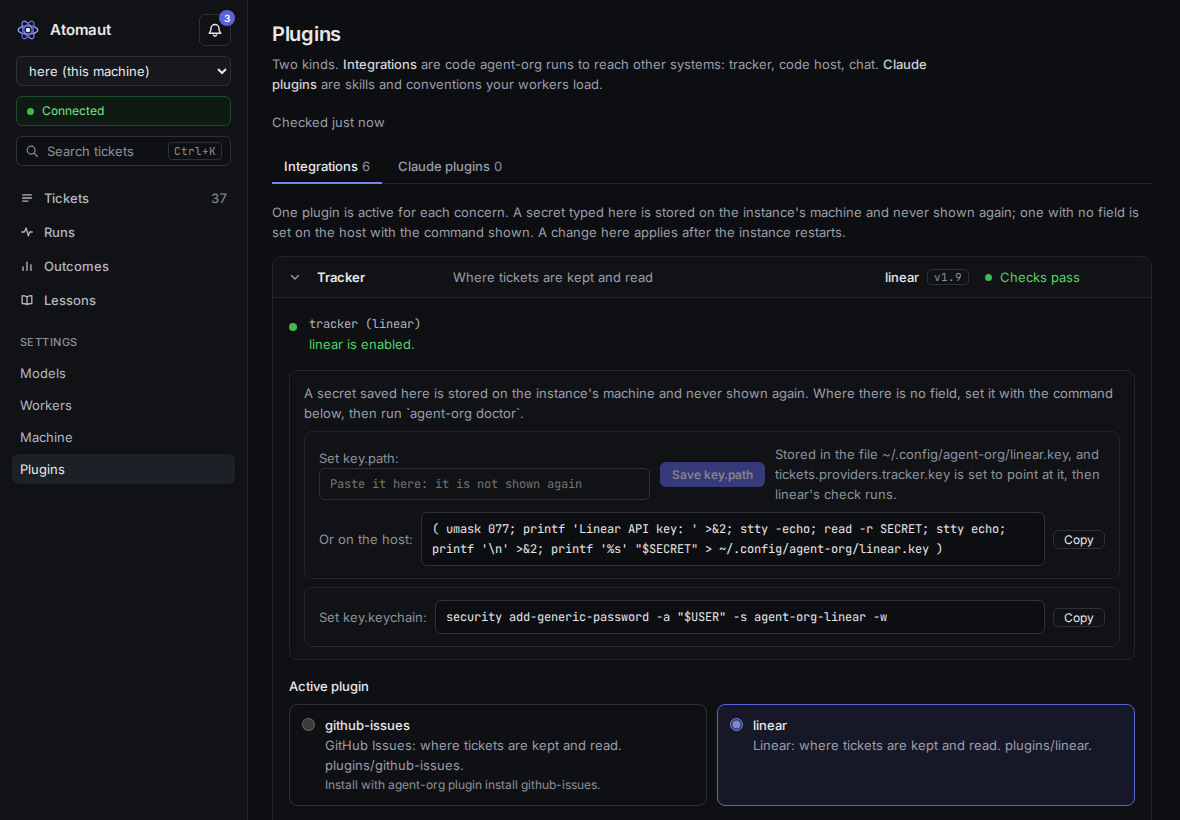 Atomaut
3
here (this machine)
Connected
Search tickets Ctrl+K
Tickets 37
Runs
Outcomes
Lessons
SETTINGS
Models
Workers
Machine
Plugins
Plugins
Two kinds. Integrations are code agent-org runs to reach other systems: tracker, code host, chat. Claude
plugins are skills and conventions your workers load.
Checked just now
Integrations 6 Claude plugins 0
One plugin is active for each concern. A secret typed here is stored on the instance's machine and never shown again; one with no field is
set on the host with the command shown. A change here applies after the instance restarts.
Tracker Where tickets are kept and read linear v1.9 Checks pass
tracker (linear)
linear is enabled.
A secret saved here is stored on the instance's machine and never shown again. Where there is no field, set it with the command
below, then run `agent-org doctor`.
Set key.path:
Paste it here: it is not shown again
Save key.path
Stored in the file ~/.config/agent-org/linear.key, and
tickets.providers.tracker.key is set to point at it, then
linear's check runs.
Or on the host:
( umask 077; printf 'Linear API key: ' >&2; stty -echo; read -r SECRET; stty echo;
printf '\n' >&2; printf '%s' "$SECRET" > ~/.config/agent-org/linear.key )
Copy
Set key.keychain: security add-generic-password -a "$USER" -s agent-org-linear -w Copy
Active plugin
github-issues
GitHub Issues: where tickets are kept and read.
plugins/github-issues.
Install with agent-org plugin install github-issues.
linear
Linear: where tickets are kept and read. plugins/linear.